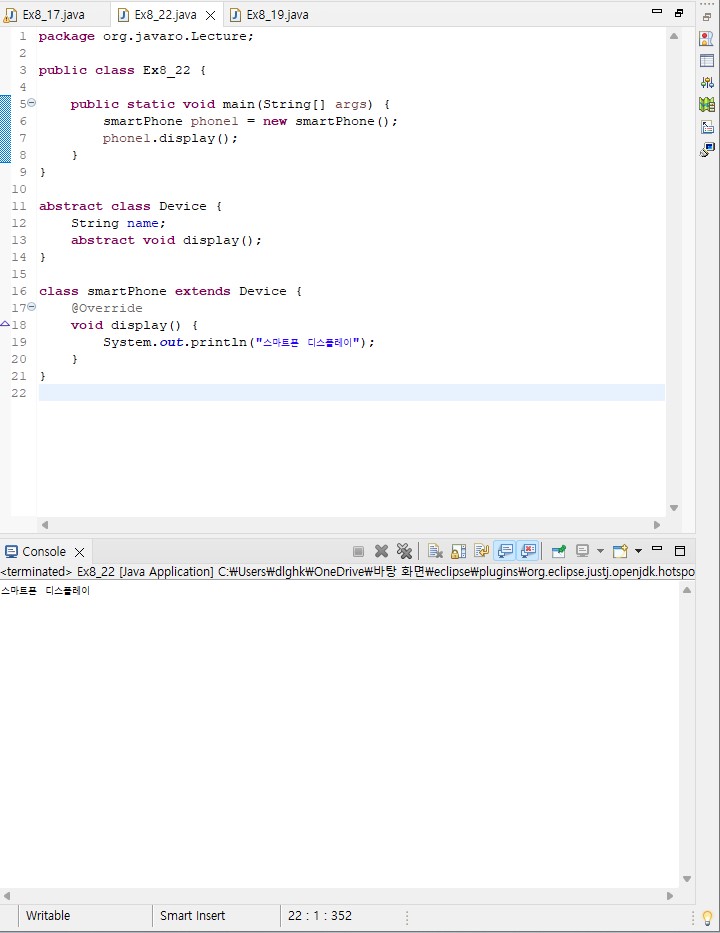 Ex8_17.java Ex8_22.java Ex8_19.java
1 package org.javaro.Lecture;
2
3 public class Ex8_22 {
4
5 public static void main(String[] args) {
6 smartPhone phone1 = new smartPhone();
7 phone1.display();
8 }
9 }
10
11 abstract class Device {
12 String name;
13 abstract void display();
14 }
15
16 class smartPhone extends Device {
17 @Override
18 void display() {
19 System.out.println("스마트폰 디스플레이");
20 }
21 }
22
Console
<terminated> Ex8_22 [Java Application] C:₩Users₩dlghk₩OneDrive₩바탕 화면₩eclipse₩plugins₩org.eclipse.justj.openjdk.hotspo
스마트폰 디스플레이
Writable Smart Insert 22 : 1 : 352